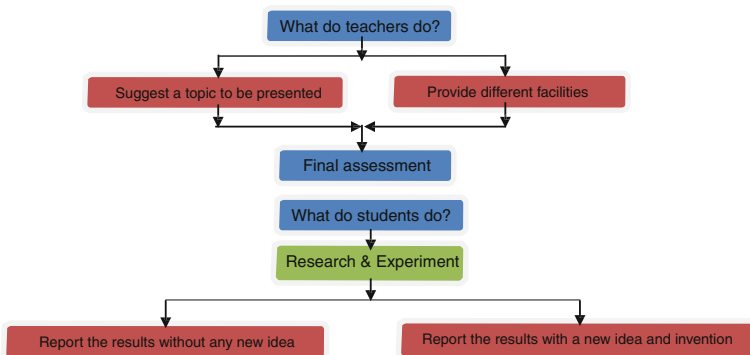 What do teachers do?
Suggest a topic to be presented
Provide different facilities
Final assessment
What do students do?
Research & Experiment
Report the results without any new idea
Report the results with a new idea and invention